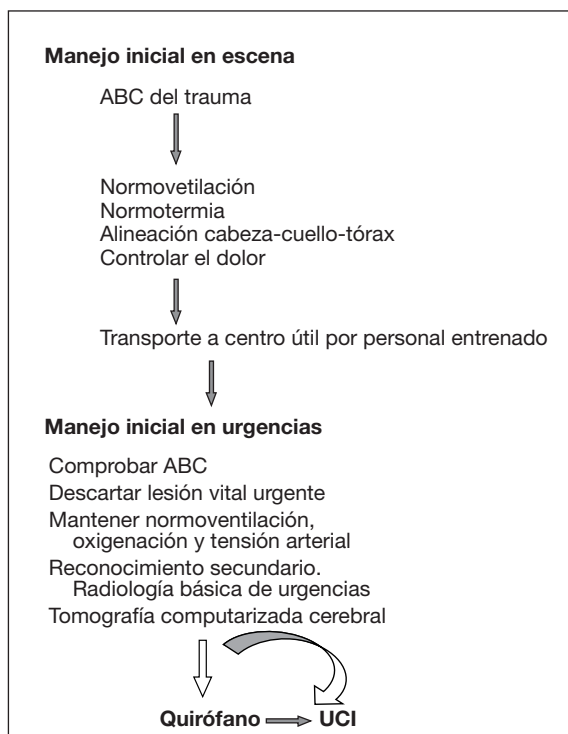 Manejo inicial en escena
ABC del trauma
Normovetilación
Normotermia
Alineación cabeza-cuello-tórax
Controlar el dolor
Transporte a centro útil por personal entrenado
Manejo inicial en urgencias
Comprobar ABC
Descartar lesión vital urgente
Mantener normoventilación,
oxigenación y tensión arterial
Reconocimiento secundario.
Radiología básica de urgencias
Tomografía computarizada cerebral
Quirófano UCI